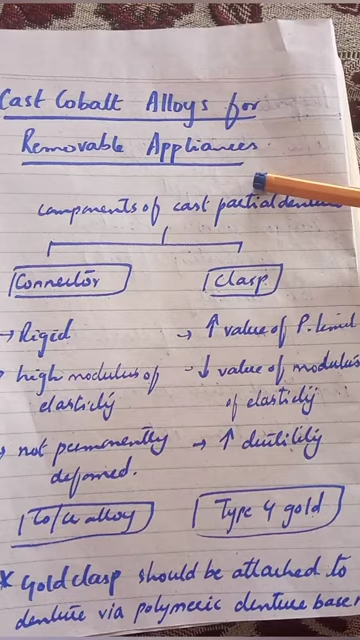 Cast Cobalt Alloys for
Removable Appliances
components of cast partial denture
Connector
Clasp
→ Rigid
→ ↑ value of P.limit
→ high modulus of
elasticity
→ ↓ value of modulus
of elasticity
→ not permanently
deformed.
→ ↑ ductility
Co/Cr alloy
Type 4 gold
* Gold clasp should be attached to
denture via polymeric denture base